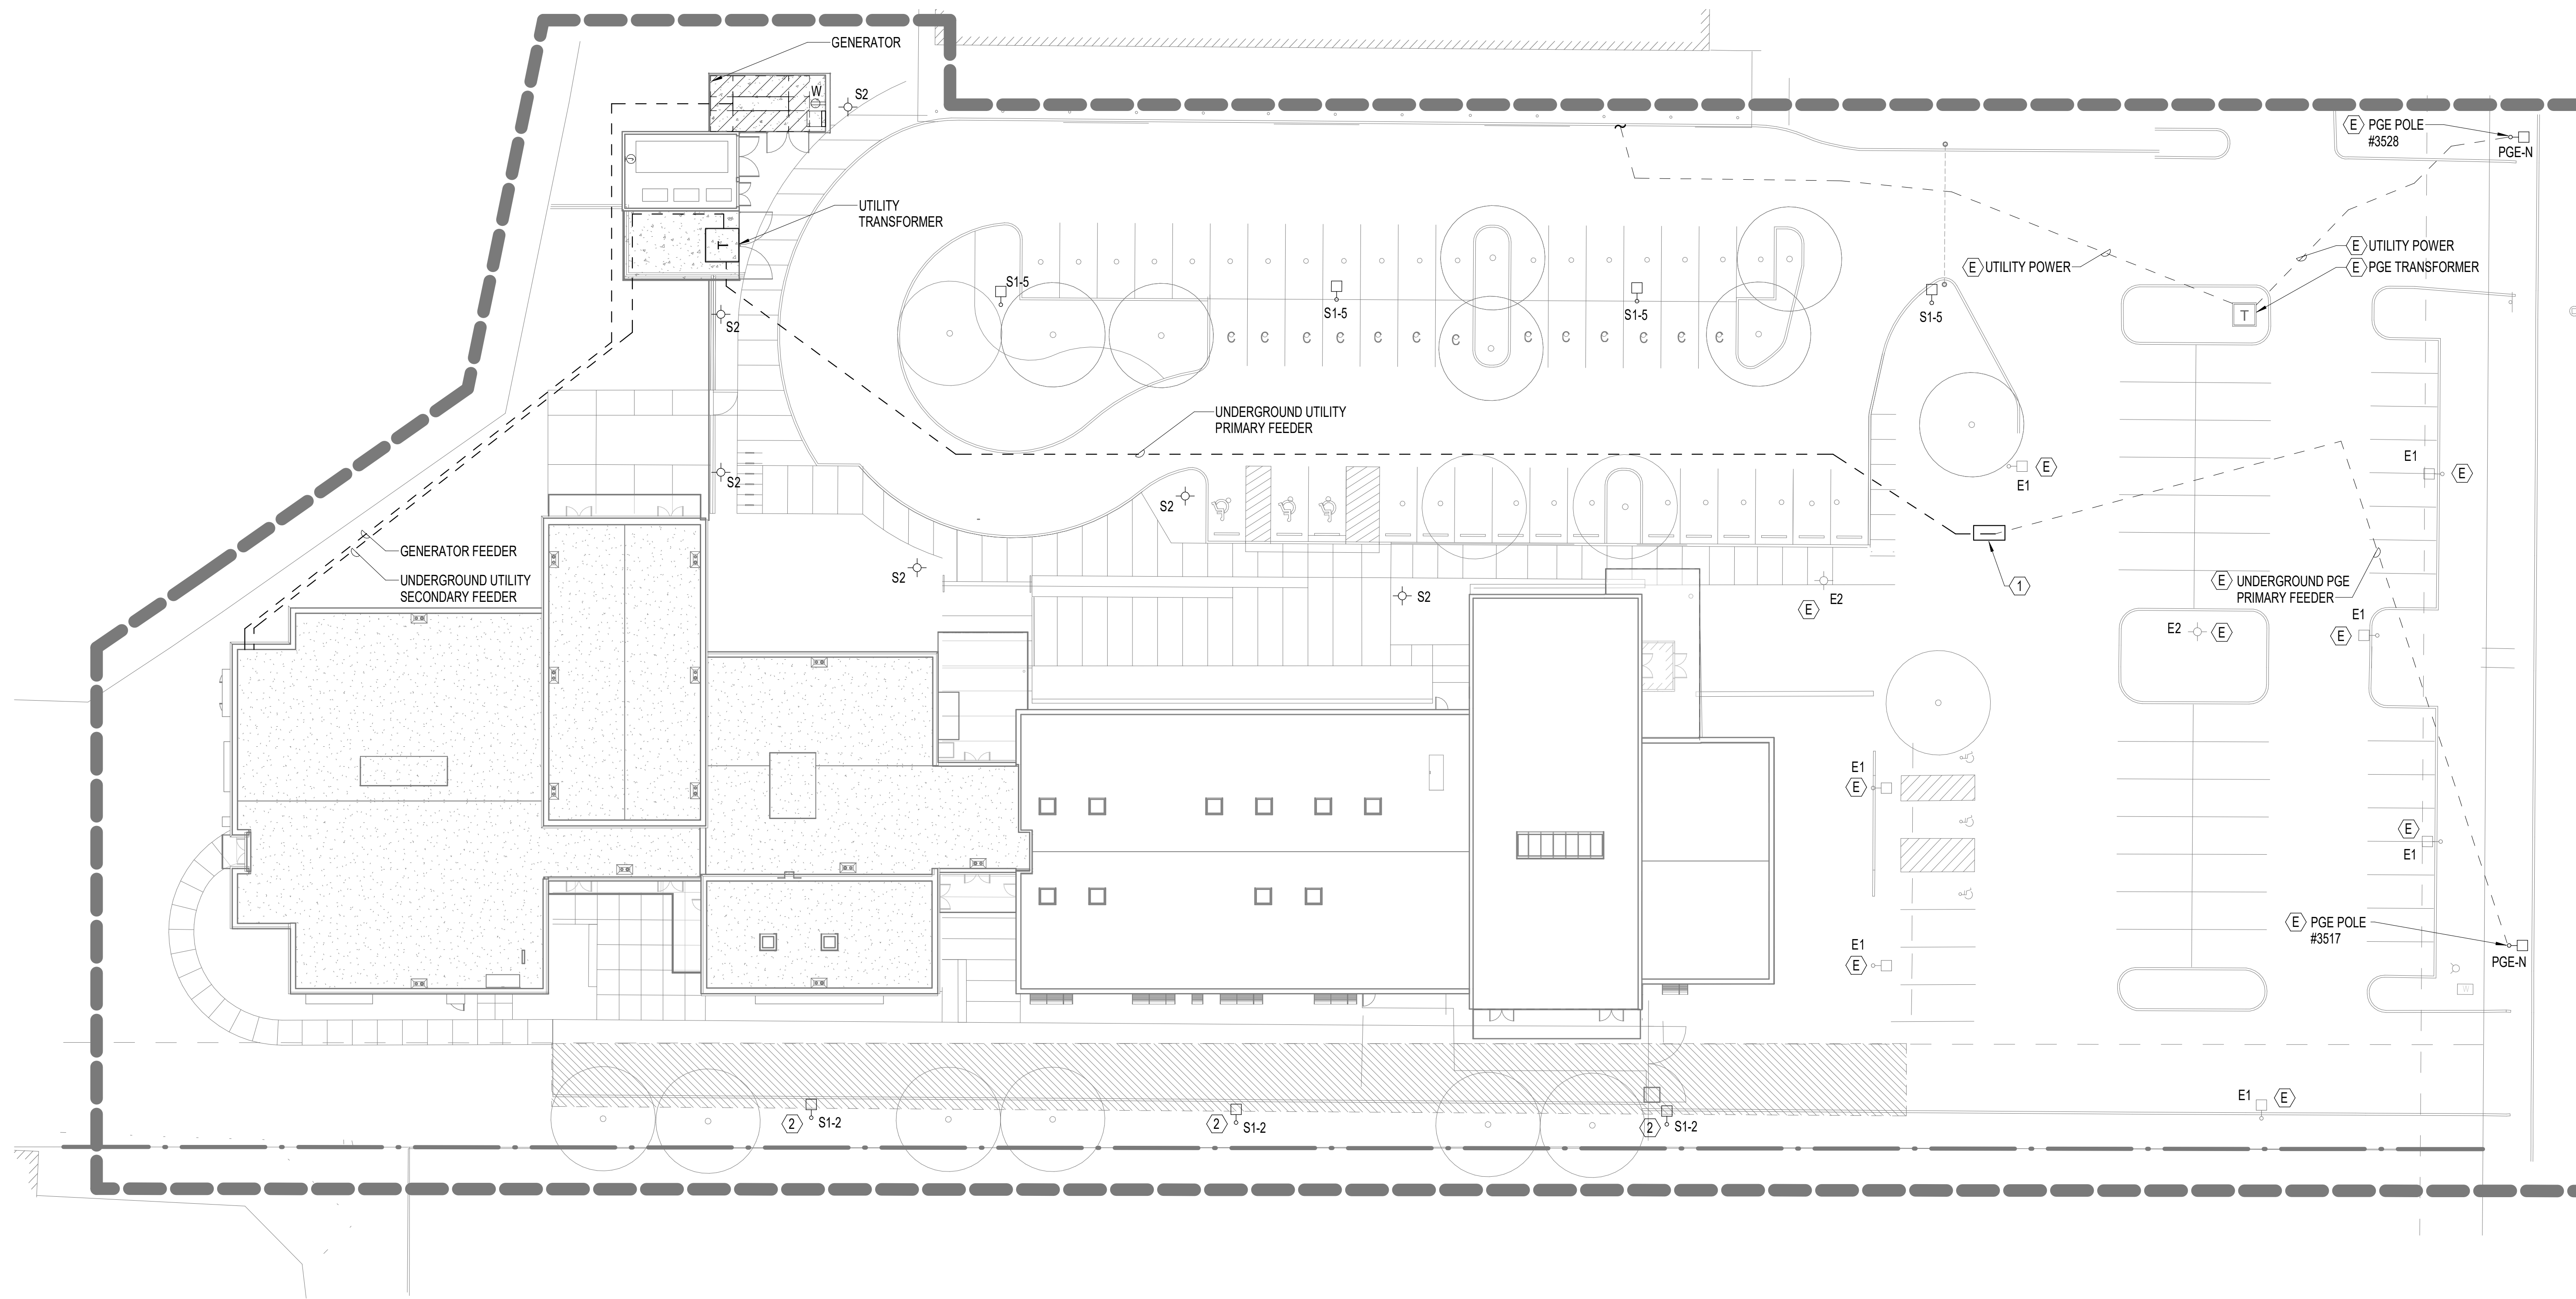 GENERATOR
W
S2
E
PGE POLE
#3528
PGE-N
UTILITY
TRANSFORMER
T
E
UTILITY POWER
E
UTILITY POWER
E
PGE TRANSFORMER
T
S1-5
S1-5
S1-5
S1-5
S2
C
C
C
C
C
C
C
C
C
C
C
C
C
UNDERGROUND UTILITY
PRIMARY FEEDER
S2
S2
E1
E
E1
E
GENERATOR FEEDER
UNDERGROUND UTILITY
SECONDARY FEEDER
S2
S2
E
E2
1
E
UNDERGROUND PGE
PRIMARY FEEDER
E1
E
E2
E
E1
E
E
E1
E
PGE POLE
#3517
PGE-N
E1
E
W
2
S1-2
2
S1-2
2
S1-2
E1
E